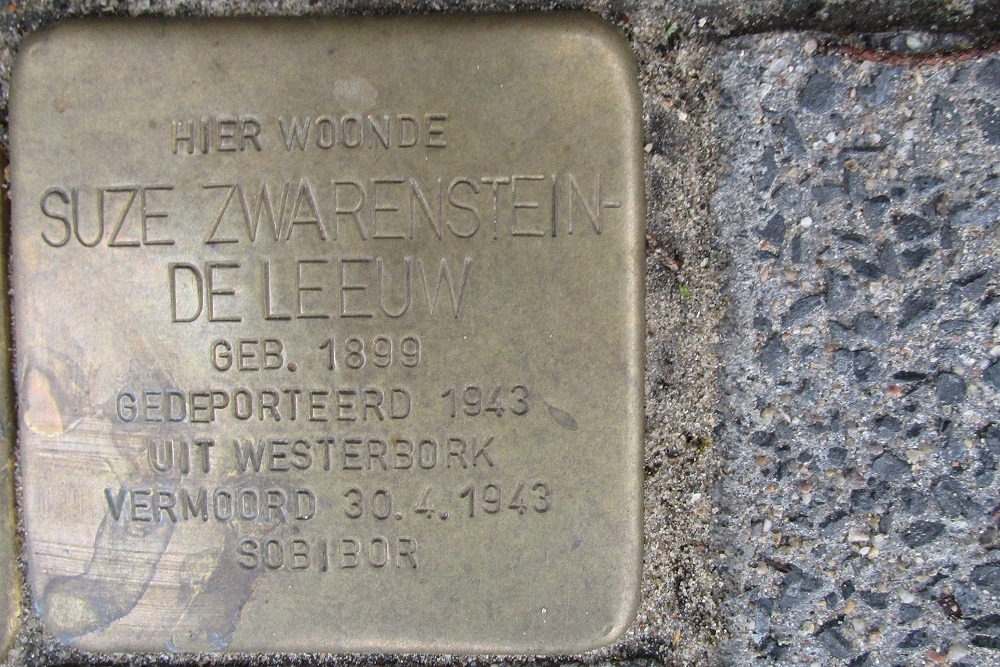 HIER WOONDE
SUZE ZWARENSTEIN-
DE LEEUW
GEB. 1899
GEDEPORTEERD 1943
UIT WESTERBORK
VERMOORD 30.4.1943
SOBIBOR